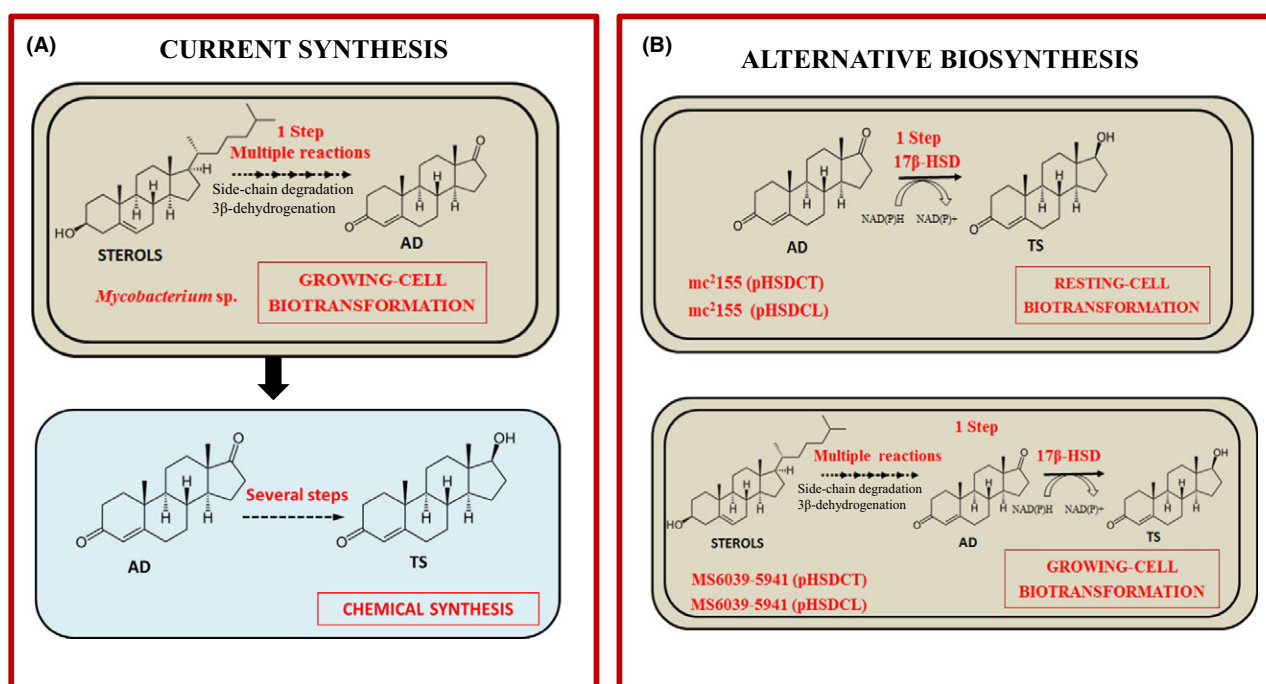 (A)
CURRENT SYNTHESIS
1 Step
Multiple reactions
Side-chain degradation
3β-dehydrogenation
H
H
H
H
HO
STEROLS
O
H
H
H
O
AD
Mycobacterium sp.
GROWING-CELL
BIOTRANSFORMATION
O
H
H
H
O
AD
Several steps
OH
H
H
H
O
TS
CHEMICAL SYNTHESIS
(B)
ALTERNATIVE BIOSYNTHESIS
O
H
H
H
O
AD
1 Step
17β-HSD
NAD(P)H NAD(P)+
OH
H
H
H
O
TS
mc²155 (pHSDCT)
mc²155 (pHSDCL)
RESTING-CELL
BIOTRANSFORMATION
1 Step
H
H
H
H
HO
STEROLS
Multiple reactions
Side-chain degradation
3β-dehydrogenation
O
H
H
H
O
AD
17β-HSD
NAD(P)H NAD(P)+
OH
H
H
H
O
TS
MS6039-5941 (pHSDCT)
MS6039-5941 (pHSDCL)
GROWING-CELL
BIOTRANSFORMATION